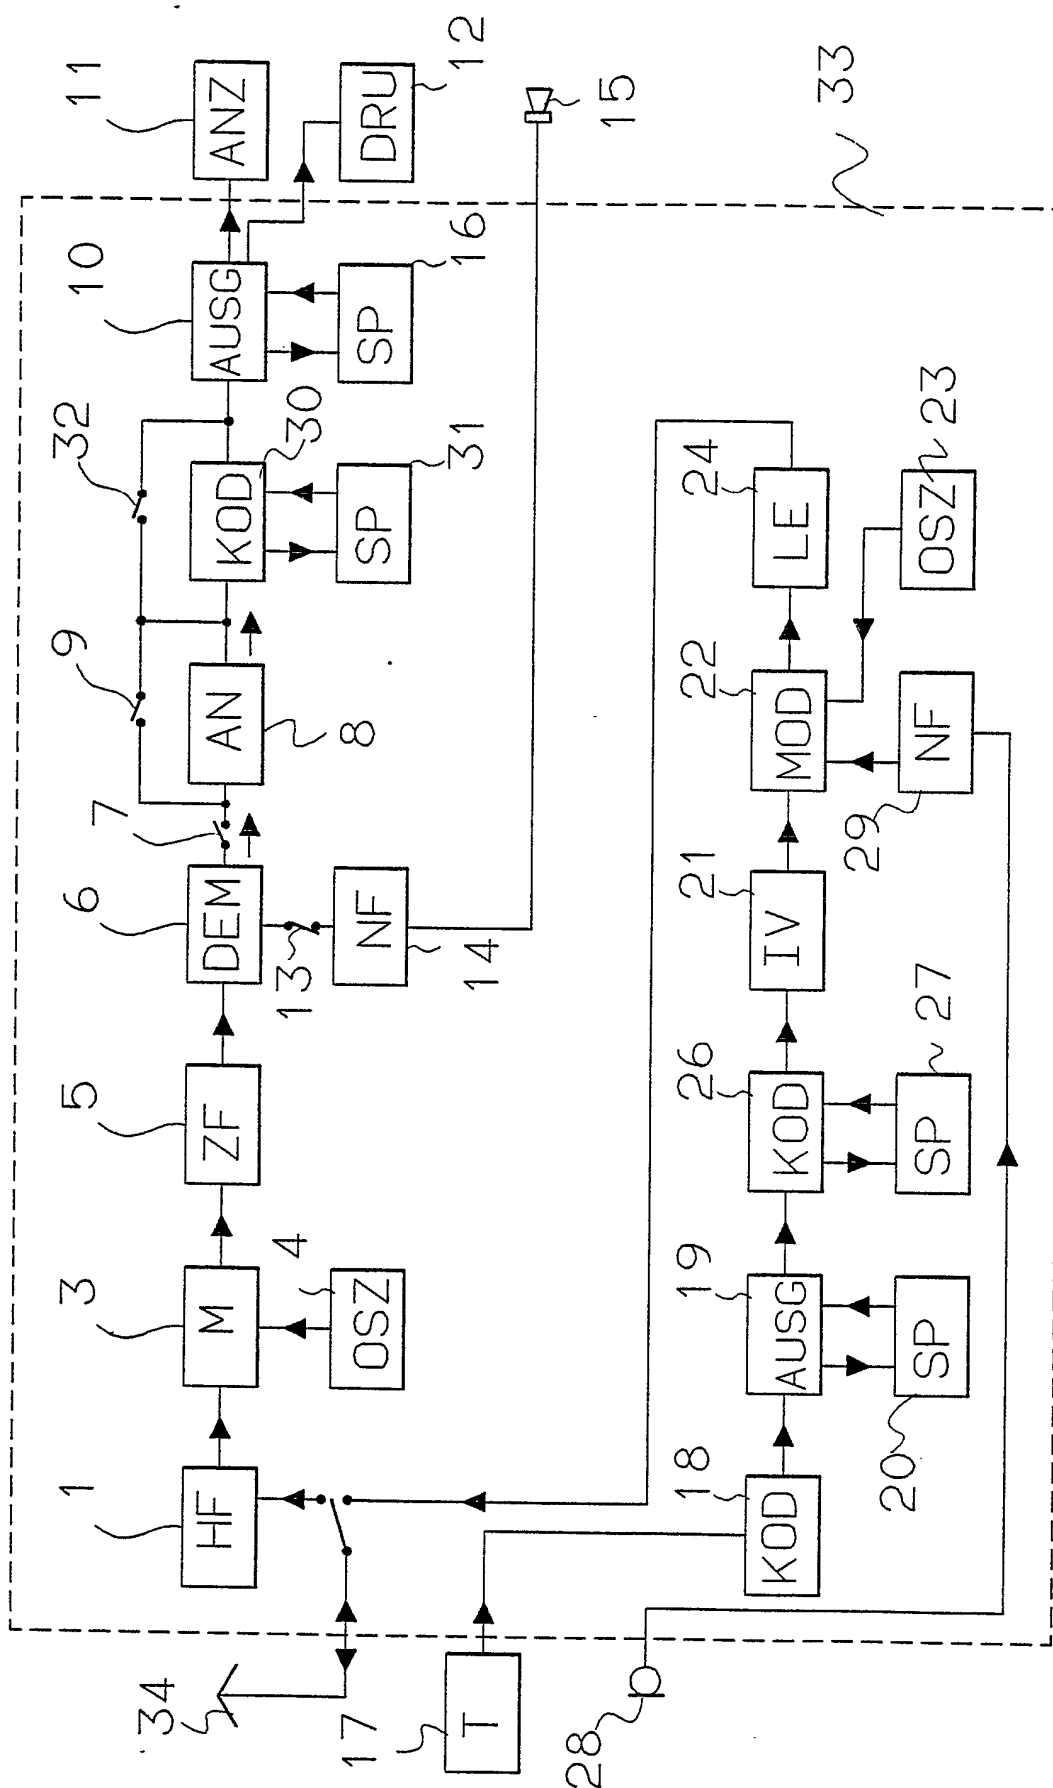 11
ANZ
12
DRU
15
33
10
AUSG
16
SP
32
30
KOD
31
SP
9
AN
8
7
6
DEM
13
NF
14
5
ZF
3
M
4
OSZ
1
HF
34
24
LE
23
OSZ
22
MOD
29
NF
21
IV
26
KOD
27
SP
19
AUSG
20
SP
18
KOD
17
T
28